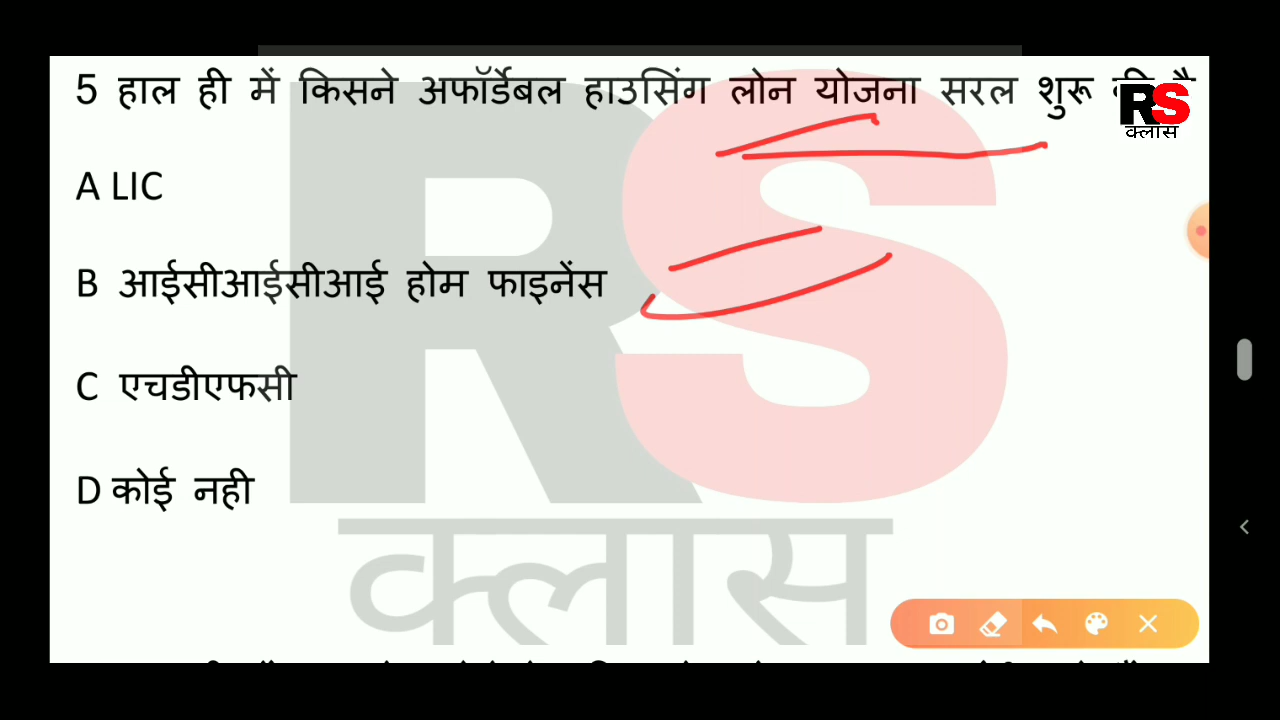 5 हाल ही में किसने अफॉर्डेबल हाउसिंग लोन योजना सरल शुरू
RS
क्लास
A LIC
B आईसीआईसीआई होम फाइनेंस
C एचडीएफसी
D कोई नही
RS
क्लास